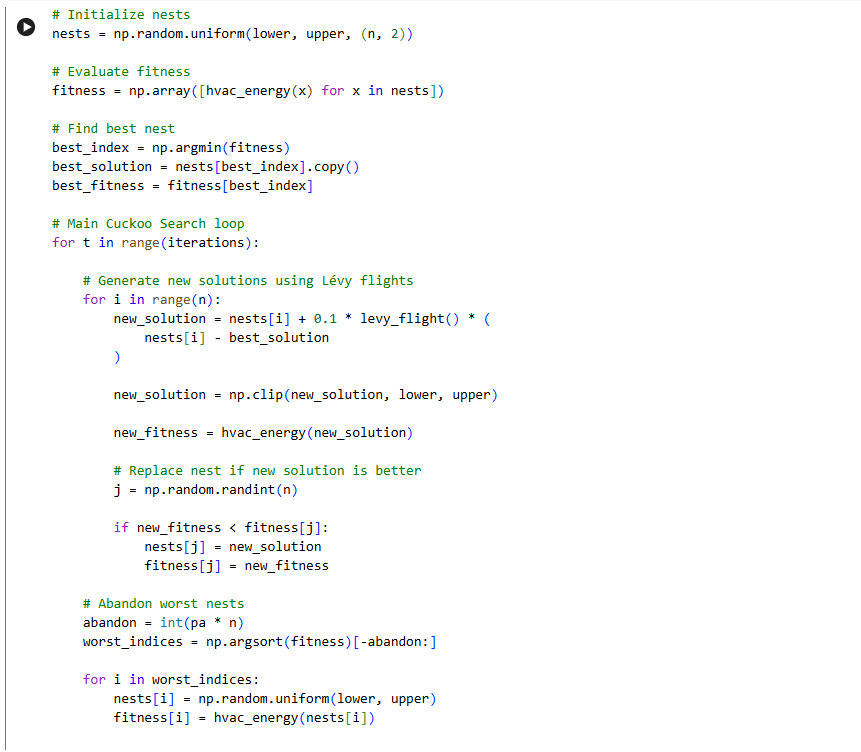 # Initialize nests
nests = np.random.uniform(lower, upper, (n, 2))

# Evaluate fitness
fitness = np.array([hvac_energy(x) for x in nests])

# Find best nest
best_index = np.argmin(fitness)
best_solution = nests[best_index].copy()
best_fitness = fitness[best_index]

# Main Cuckoo Search loop
for t in range(iterations):

    # Generate new solutions using Lévy flights
    for i in range(n):
        new_solution = nests[i] + 0.1 * levy_flight() * (
            nests[i] - best_solution
        )

        new_solution = np.clip(new_solution, lower, upper)

        new_fitness = hvac_energy(new_solution)

        # Replace nest if new solution is better
        j = np.random.randint(n)

        if new_fitness < fitness[j]:
            nests[j] = new_solution
            fitness[j] = new_fitness

    # Abandon worst nests
    abandon = int(pa * n)
    worst_indices = np.argsort(fitness)[-abandon:]

    for i in worst_indices:
        nests[i] = np.random.uniform(lower, upper)
        fitness[i] = hvac_energy(nests[i])